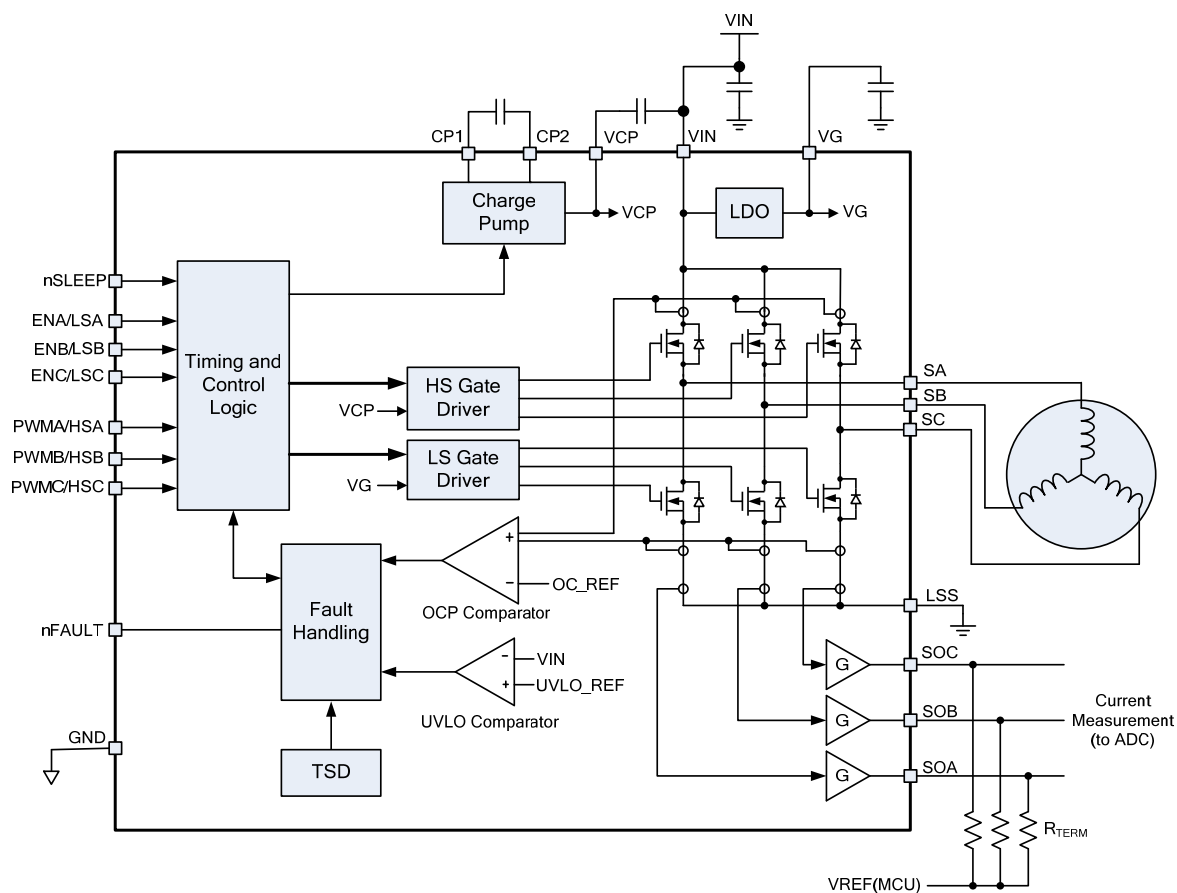 VIN
CP1
CP2
VCP
VIN
VG
Charge
Pump
VCP
LDO
VG
nSLEEP
ENA/LSA
ENB/LSB
ENC/LSC
PWMA/HSA
PWMB/HSB
PWMC/HSC
Timing and
Control
Logic
HS Gate
Driver
VCP
LS Gate
Driver
VG
SA
SB
SC
+
−
OC_REF
OCP Comparator
Fault
Handling
nFAULT
−
VIN
+
UVLO_REF
UVLO Comparator
LSS
G
SOC
G
SOB
G
SOA
Current
Measurement
(to ADC)
GND
TSD
RTERM
VREF(MCU)